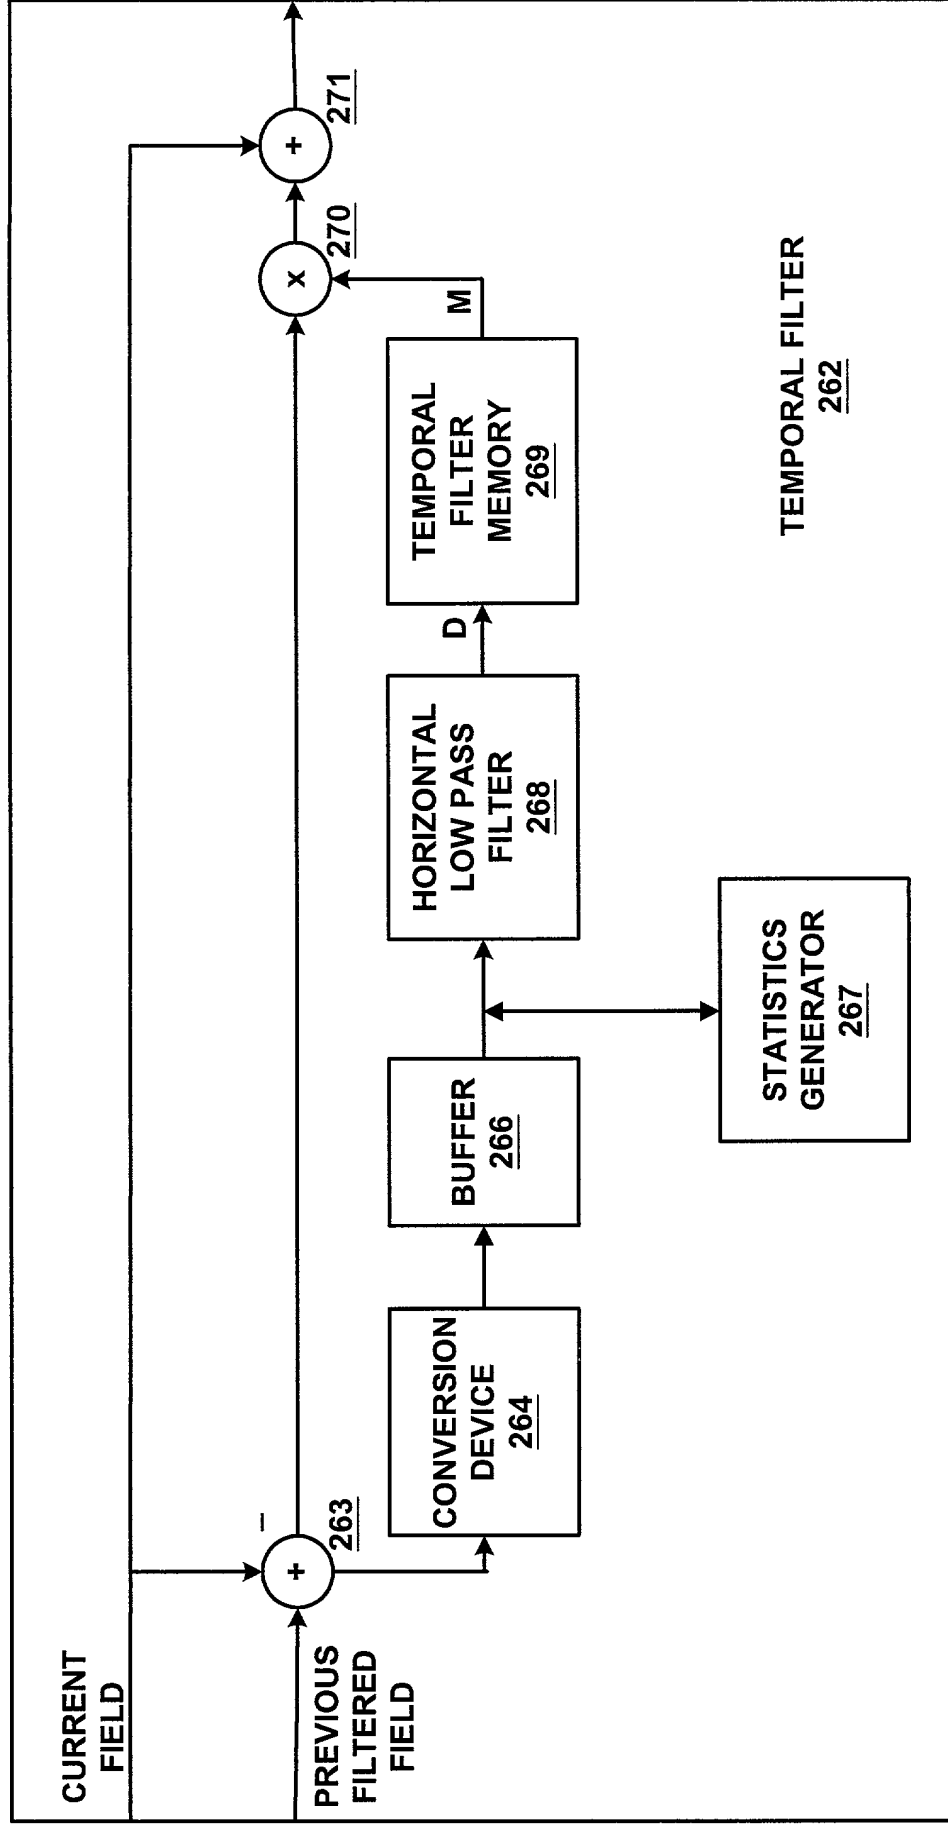 CURRENT
FIELD
PREVIOUS
FILTERED
FIELD
–
+
263
CONVERSION
DEVICE
264
BUFFER
266
STATISTICS
GENERATOR
267
HORIZONTAL
LOW PASS
FILTER
268
D
TEMPORAL
FILTER
MEMORY
269
M
x
270
+
271
TEMPORAL FILTER
262